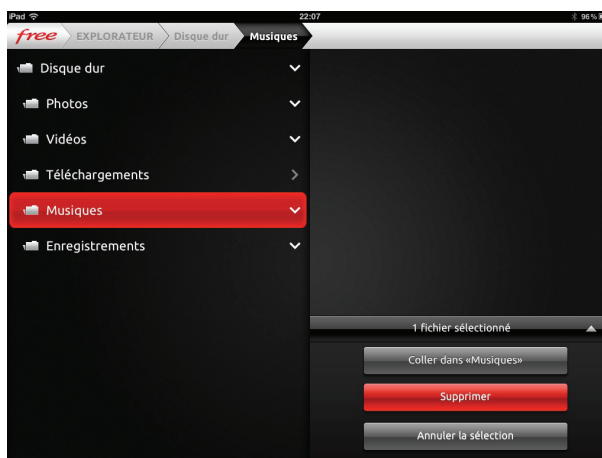 iPad 22:07 96 %
free EXPLORATEUR Disque dur Musiques
Disque dur
Photos
Vidéos
Téléchargements
Musiques
Enregistrements
1 fichier sélectionné
Coller dans «Musiques»
Supprimer
Annuler la sélection